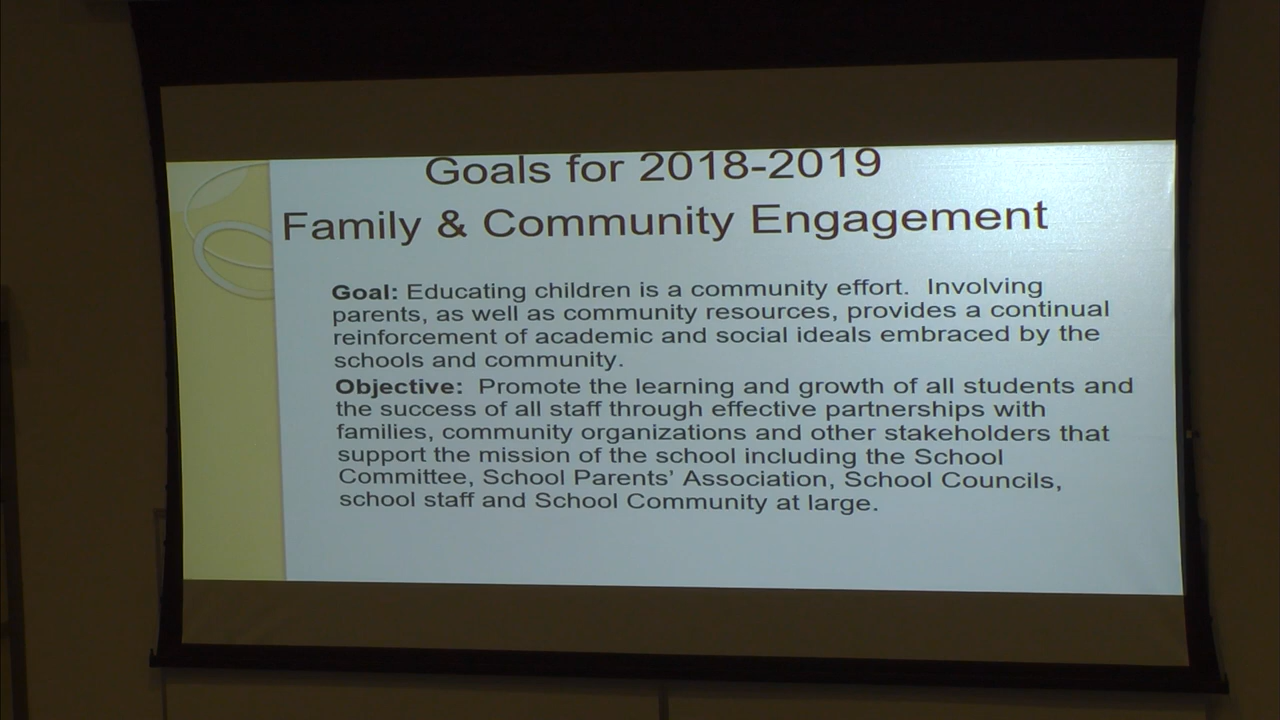 Goals for 2018-2019
Family & Community Engagement
Goal: Educating children is a community effort.  Involving
parents, as well as community resources, provides a continual
reinforcement of academic and social ideals embraced by the
schools and community.
Objective:  Promote the learning and growth of all students and
the success of all staff through effective partnerships with
families, community organizations and other stakeholders that
support the mission of the school including the School
Committee, School Parents’ Association, School Councils,
school staff and School Community at large.